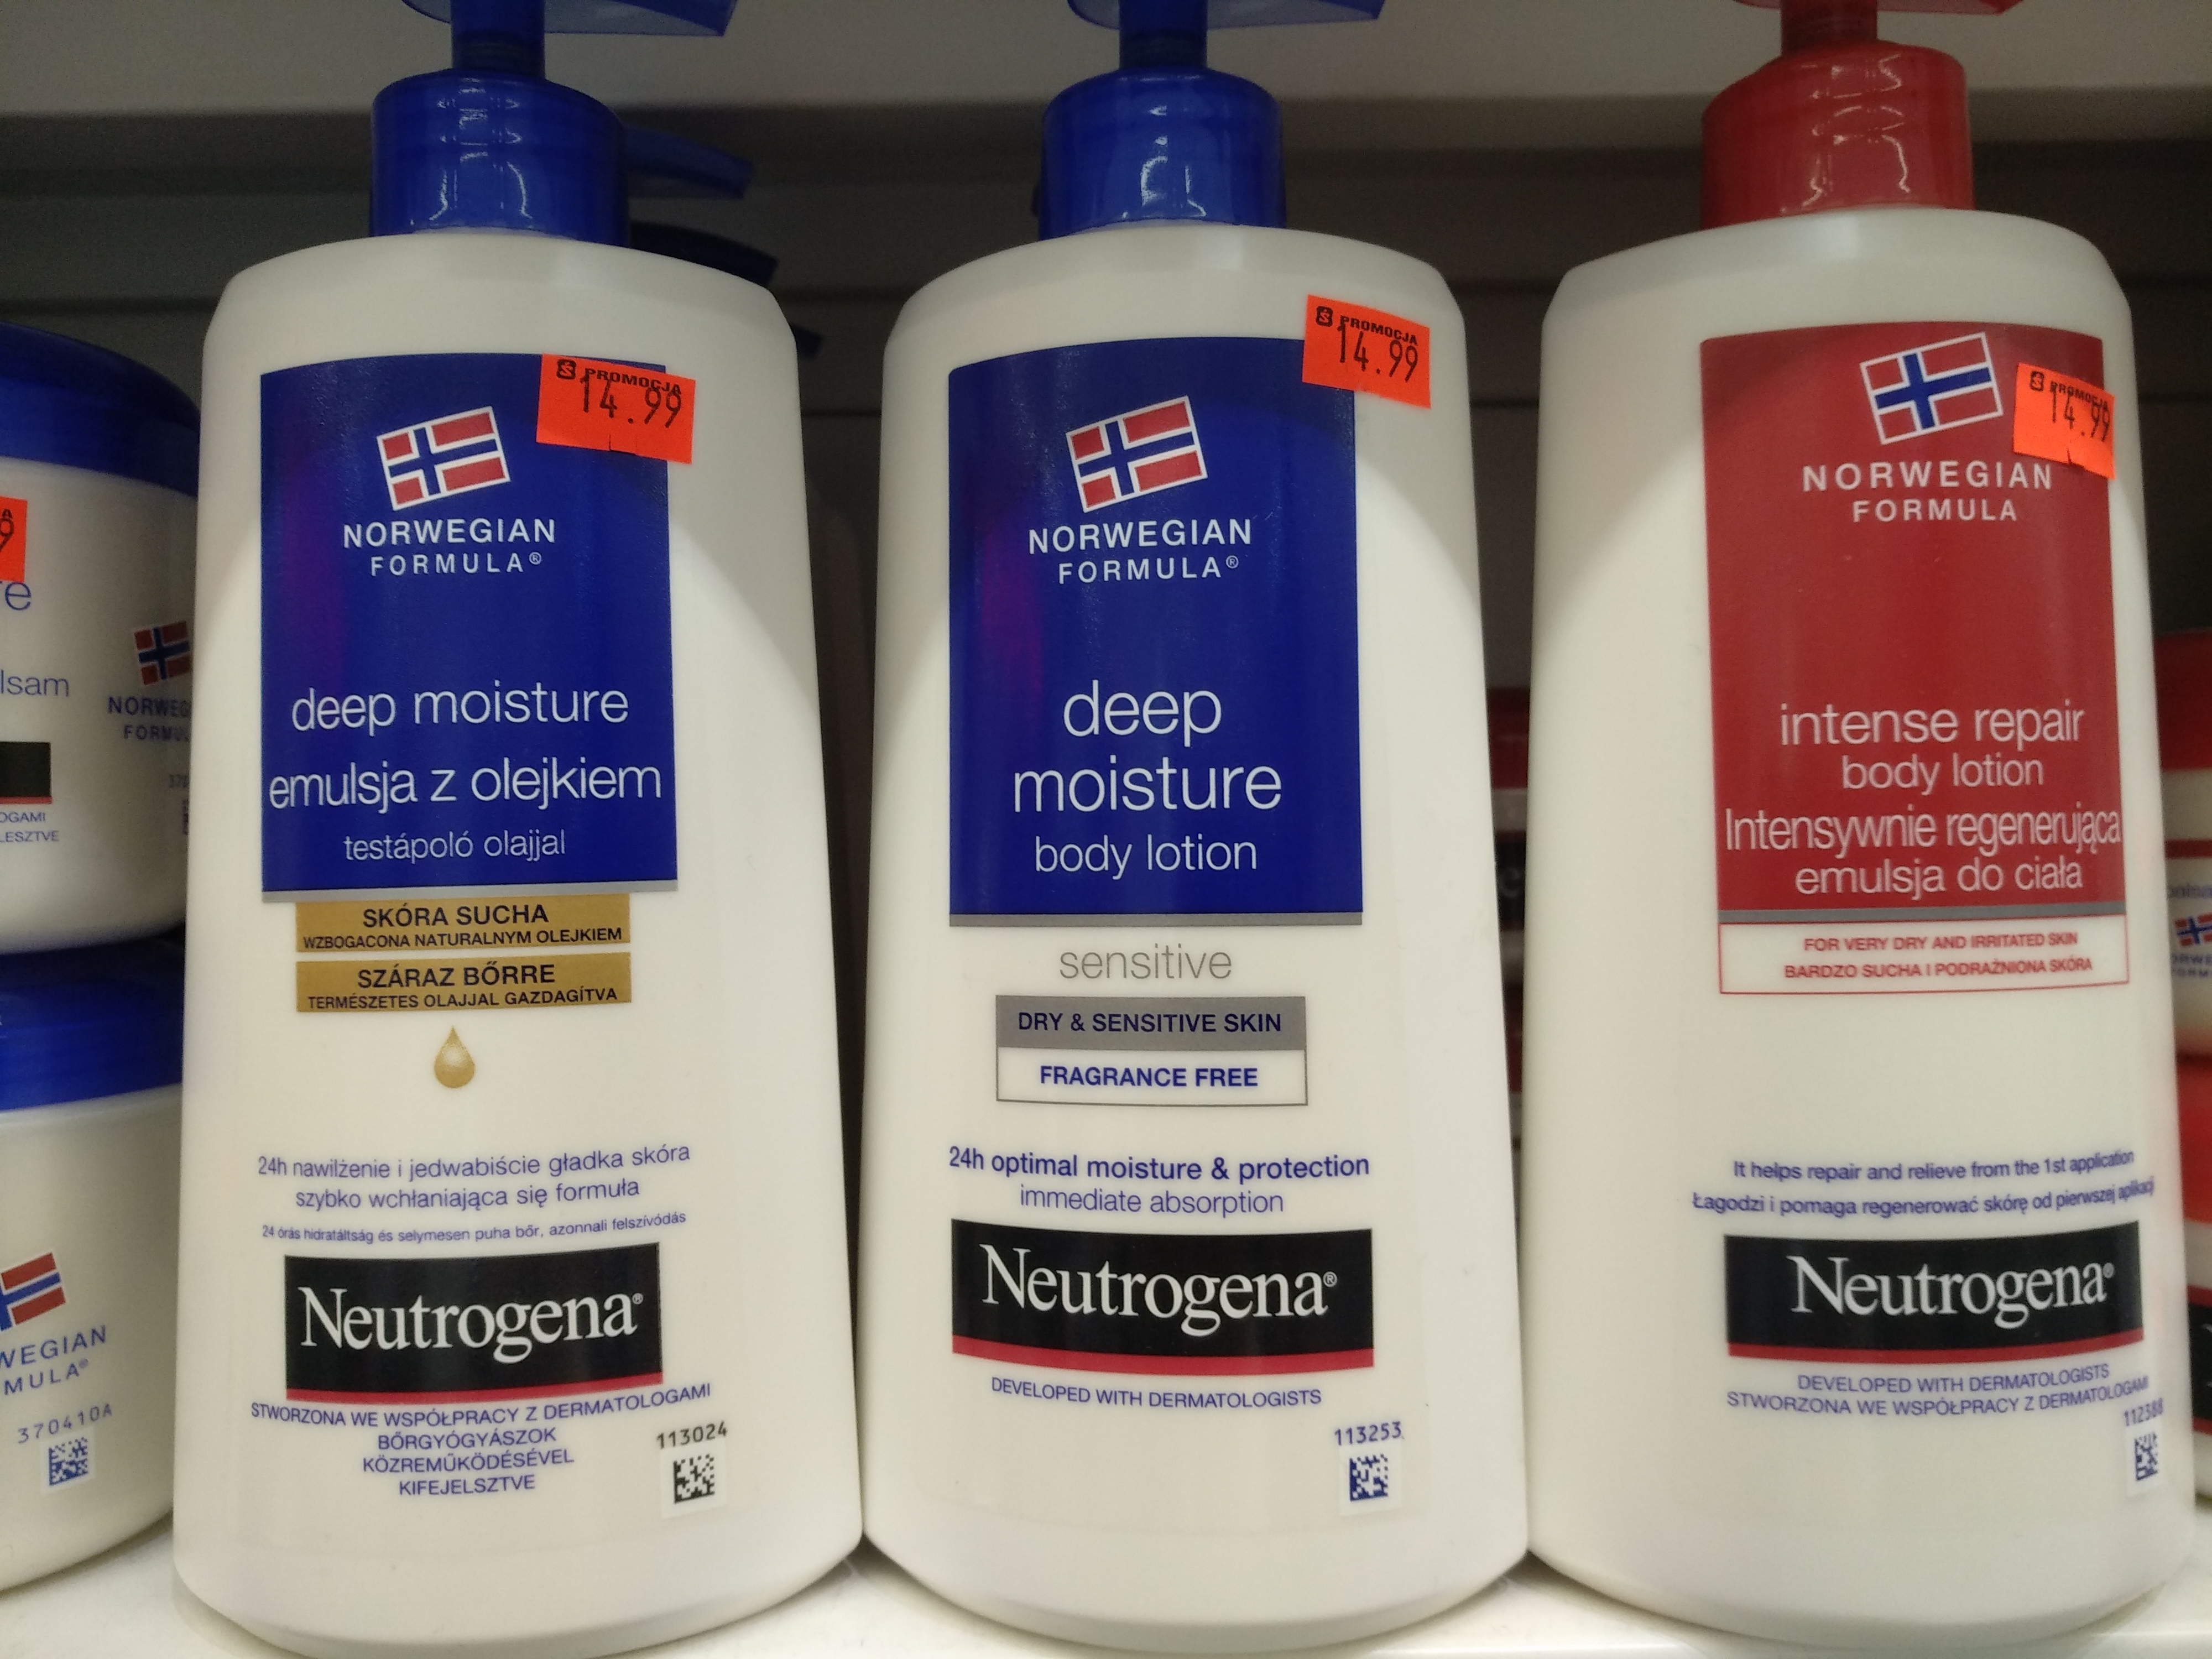 PROMOCJA
14.99
NORWEGIAN
FORMULA®
deep moisture
emulsja z olejkiem
testápoló olajjal
SKÓRA SUCHA
WZBOGACONA NATURALNYM OLEJKIEM
SZÁRAZ BŐRRE
TERMÉSZETES OLAJJAL GAZDAGÍTVA
24h nawilżenie i jedwabiście gładka skóra
szybko wchłaniająca się formuła
24 órás hidratáltság és selymesen puha bőr, azonnali felszívódás
Neutrogena®
STWORZONA WE WSPÓŁPRACY Z DERMATOLOGAMI
BŐRGYÓGYÁSZOK
KÖZREMŰKÖDÉSÉVEL
KIFEJELSZTVE
113024
PROMOCJA
14.99
NORWEGIAN
FORMULA®
deep
moisture
body lotion
sensitive
DRY & SENSITIVE SKIN
FRAGRANCE FREE
24h optimal moisture & protection
immediate absorption
Neutrogena®
DEVELOPED WITH DERMATOLOGISTS
113253
PROMOCJA
14.99
NORWEGIAN
FORMULA
intense repair
body lotion
Intensywnie regenerująca
emulsja do ciała
FOR VERY DRY AND IRRITATED SKIN
BARDZO SUCHA I PODRAŻNIONA SKÓRA
It helps repair and relieve from the 1st application
Łagodzi i pomaga regenerować skórę od pierwszej aplikacji
Neutrogena®
DEVELOPED WITH DERMATOLOGISTS
STWORZONA WE WSPÓŁPRACY Z DERMATOLOGAMI
112388
370410A